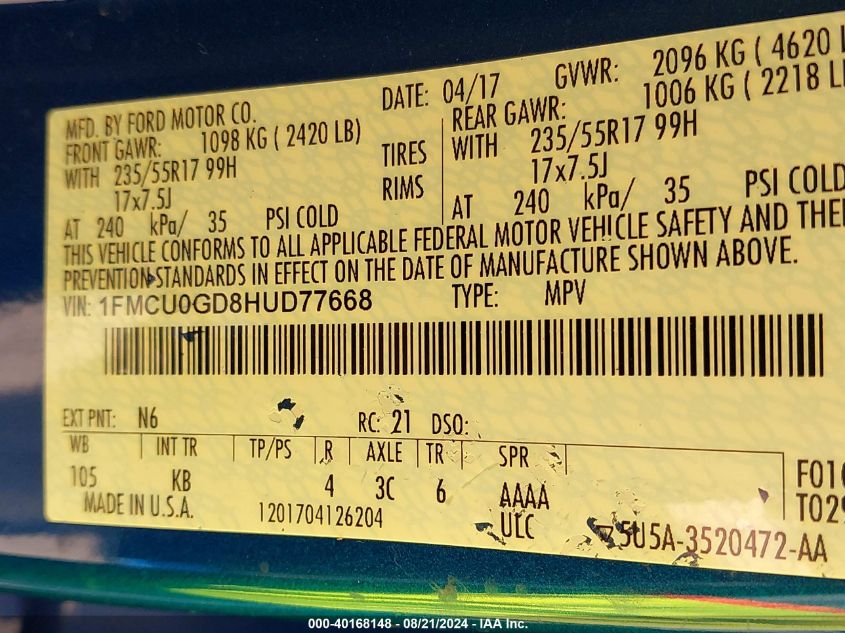 MFD. BY FORD MOTOR CO. DATE: 04/17 GVWR: 2096 KG ( 4620 L
FRONT GAWR: 1098 KG ( 2420 LB) REAR GAWR: 1006 KG ( 2218 L
WITH 235/55R17 99H TIRES WITH 235/55R17 99H
17x7.5J RIMS 17x7.5J
AT 240 kPa/ 35 PSI COLD AT 240 kPa/ 35 PSI COLD
THIS VEHICLE CONFORMS TO ALL APPLICABLE FEDERAL MOTOR VEHICLE SAFETY AND THE
PREVENTION STANDARDS IN EFFECT ON THE DATE OF MANUFACTURE SHOWN ABOVE.
VIN: 1FMCU0GD8HUD77668 TYPE: MPV
EXT PNT: N6 RC: 21 DSO:
WB INT TR TP/PS R AXLE TR SPR
105 KB 4 3C 6 AAAA F01
MADE IN U.S.A. 1201704126204 ULC 5U5A-3520472-AA T02
000-40168148 - 08/21/2024 - IAA Inc.